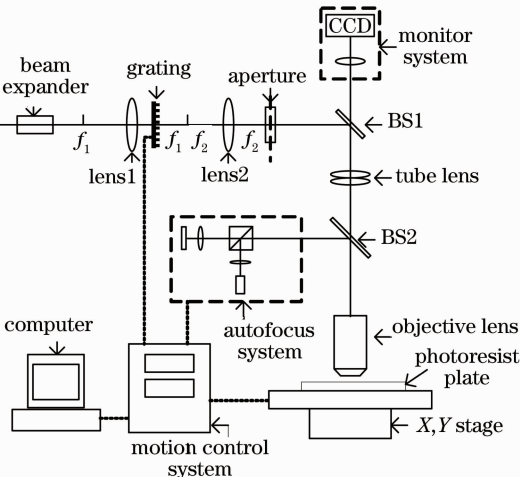 CCD
monitor
system
beam
expander
grating
aperture
BS1
f1
f1
f2
f2
lens1
lens2
tube lens
BS2
computer
autofocus
system
objective lens
photoresist
plate
X,Y stage
motion control
system